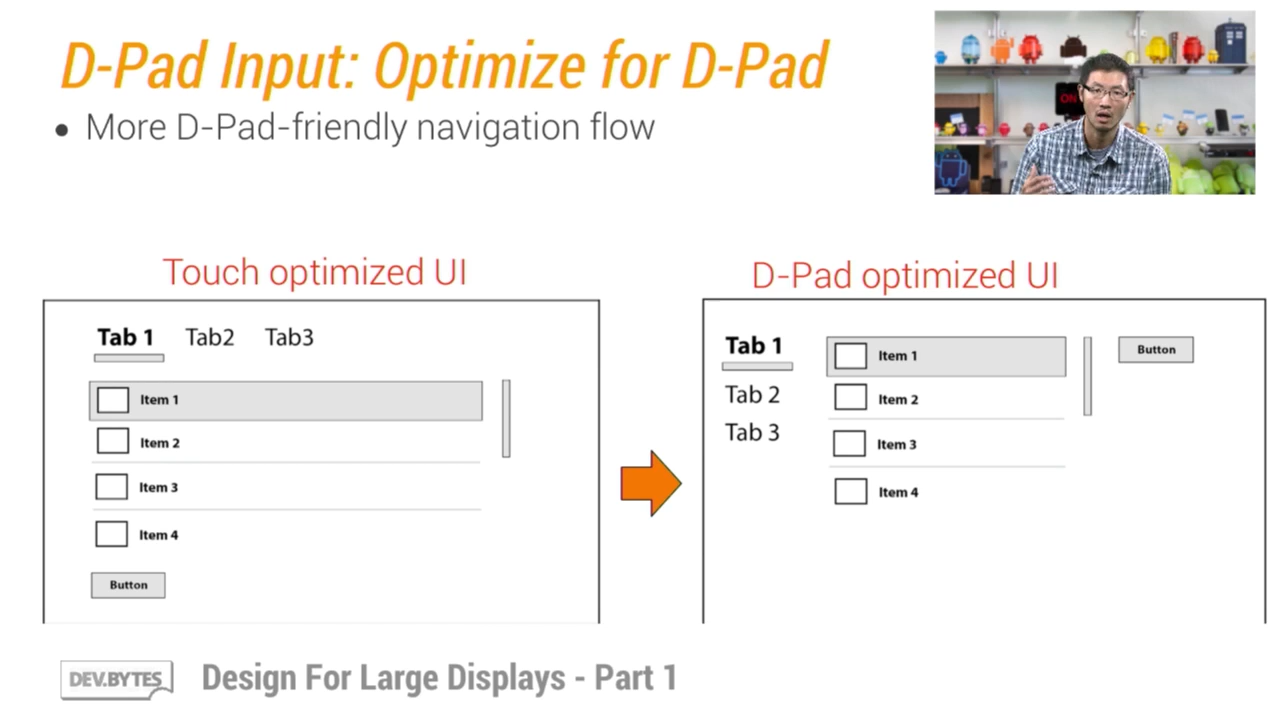 D-Pad Input: Optimize for D-Pad
• More D-Pad-friendly navigation flow
ON
Touch optimized UI
Tab 1 Tab2 Tab3
Item 1
Item 2
Item 3
Item 4
Button
D-Pad optimized UI
Tab 1
Tab 2
Tab 3
Item 1
Item 2
Item 3
Item 4
Button
DEV.BYTES Design For Large Displays - Part 1